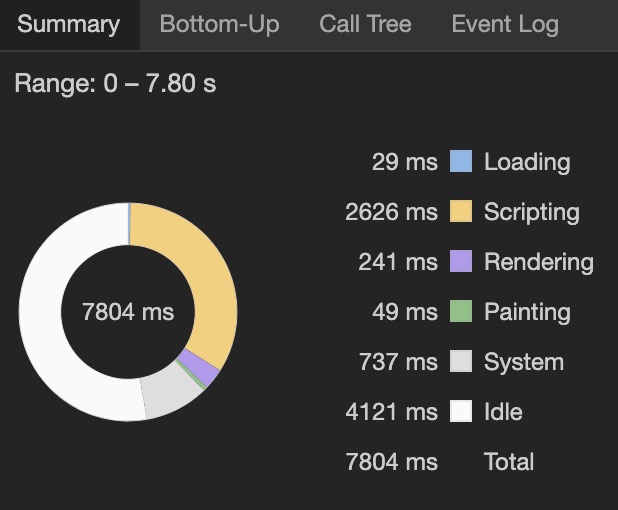 Summary Bottom-Up Call Tree Event Log
Range: 0 – 7.80 s
29 ms Loading
2626 ms Scripting
241 ms Rendering
7804 ms
49 ms Painting
737 ms System
4121 ms Idle
7804 ms Total